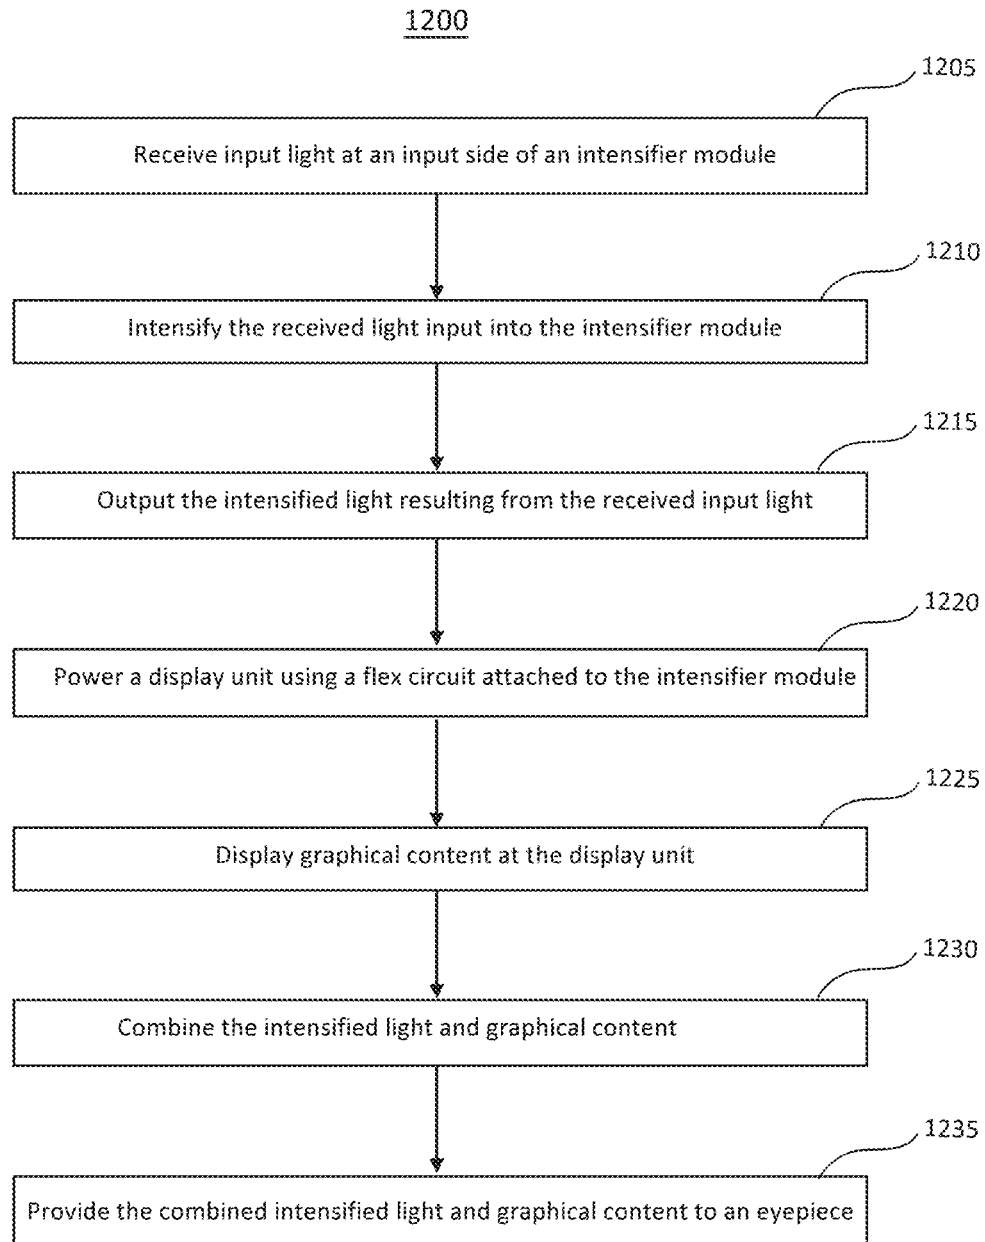 1200
1205
Receive input light at an input side of an intensifier module
1210
Intensify the received light input into the intensifier module
1215
Output the intensified light resulting from the received input light
1220
Power a display unit using a flex circuit attached to the intensifier module
1225
Display graphical content at the display unit
1230
Combine the intensified light and graphical content
1235
Provide the combined intensified light and graphical content to an eyepiece